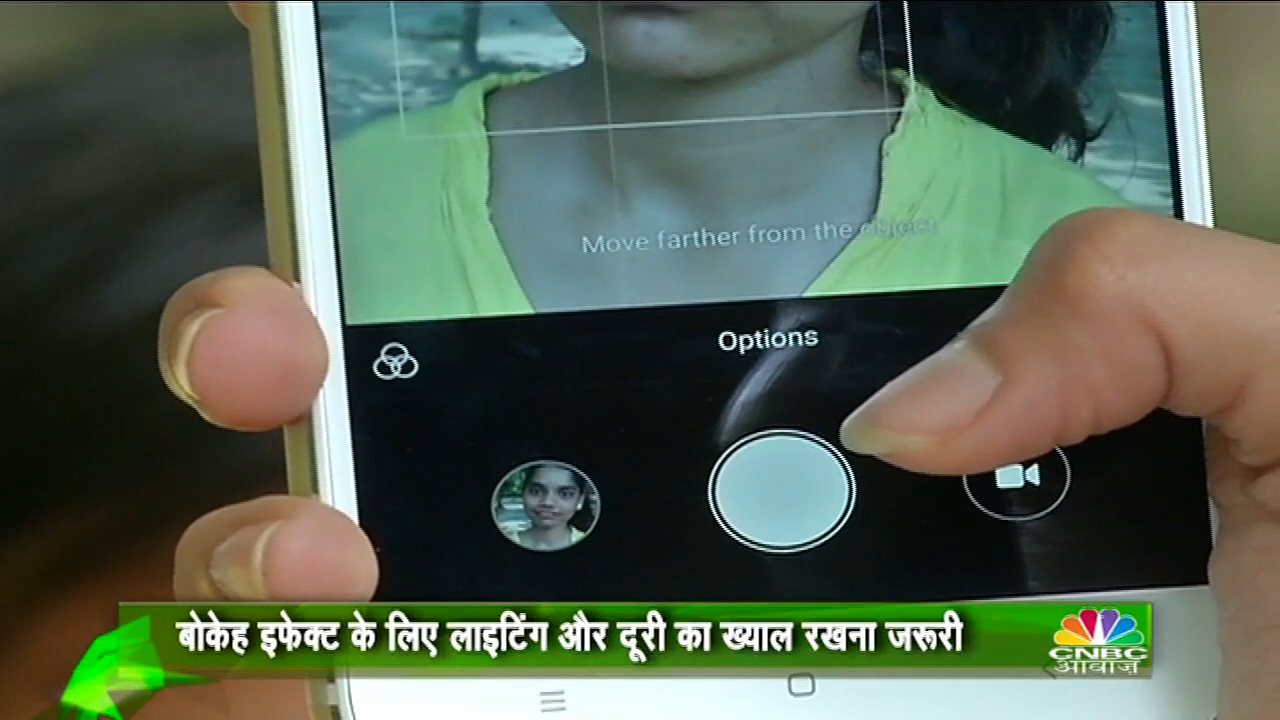 Move farther from the object
Options
बोकेह इफेक्ट के लिए लाइटिंग और दूरी का ख्याल रखना जरूरी
CNBC
आवाज़